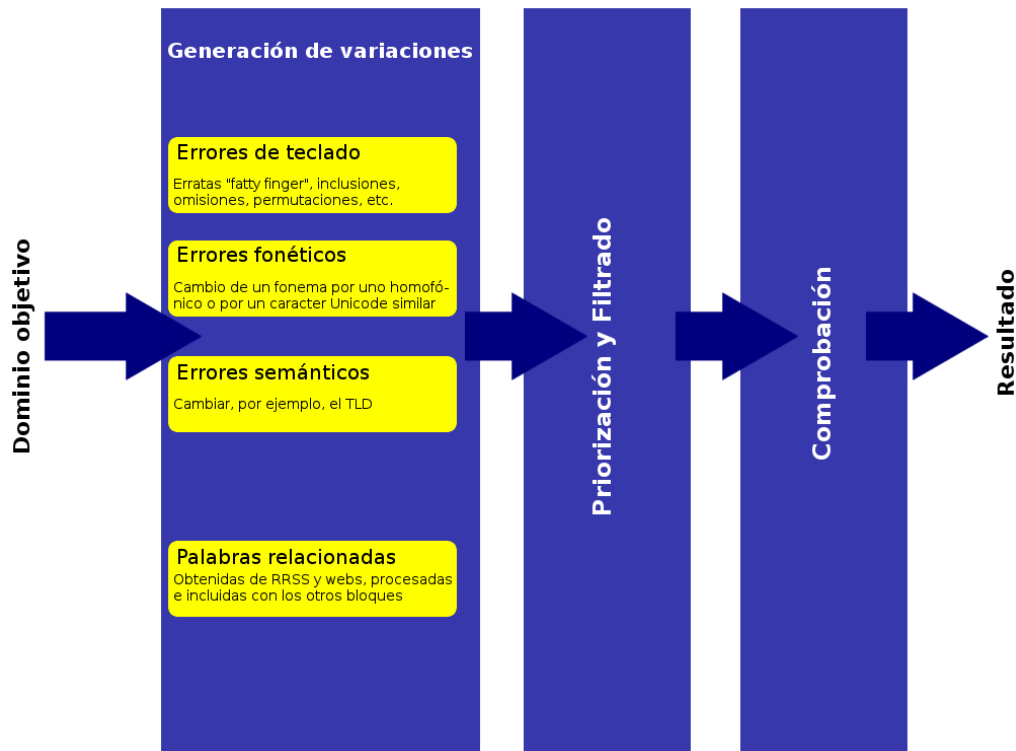 Dominio objetivo
Generación de variaciones
Errores de teclado
Erratas "fatty finger", inclusiones,
omisiones, permutaciones, etc.
Errores fonéticos
Cambio de un fonema por uno homofó-
nico o por un caracter Unicode similar
Errores semánticos
Cambiar, por ejemplo, el TLD
Palabras relacionadas
Obtenidas de RRSS y webs, procesadas
e incluidas con los otros bloques
Priorización y Filtrado
Comprobación
Resultado